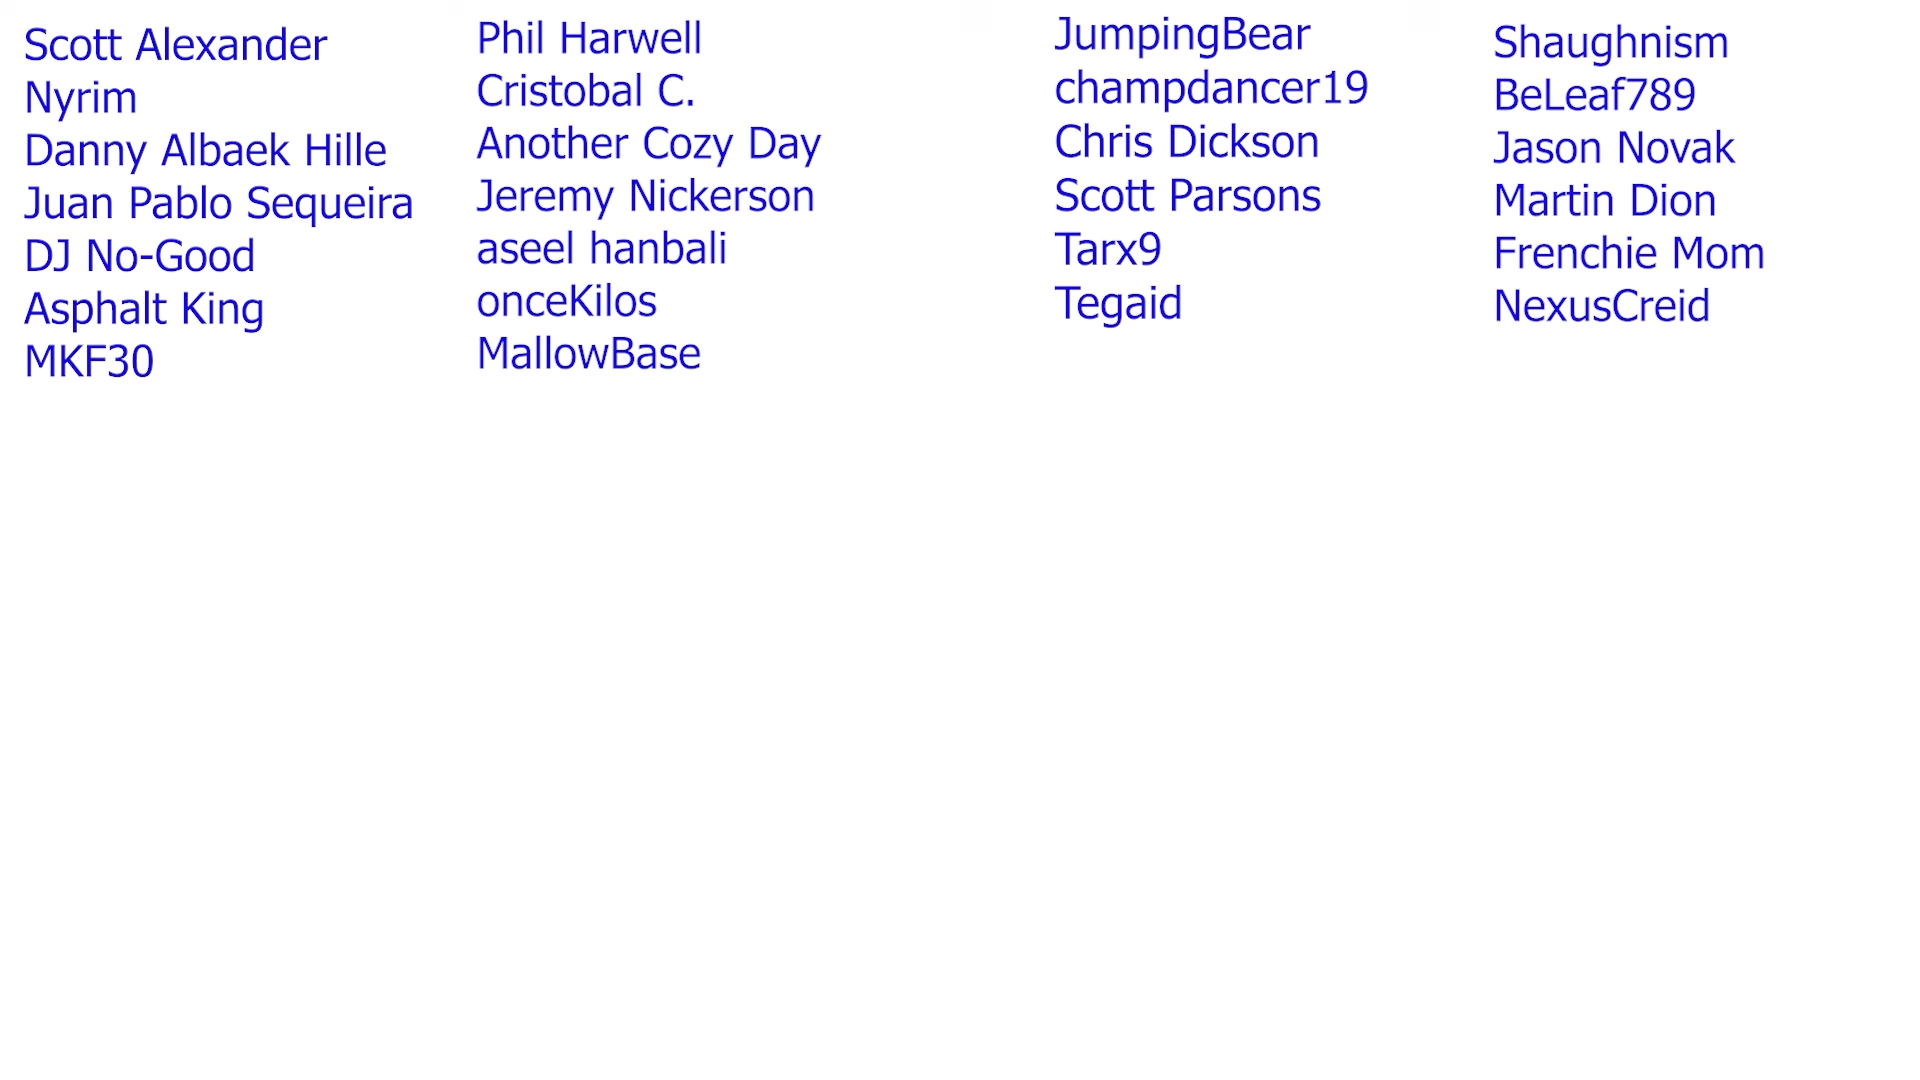 Scott Alexander
Nyrim
Danny Albaek Hille
Juan Pablo Sequeira
DJ No-Good
Asphalt King
MKF30
Phil Harwell
Cristobal C.
Another Cozy Day
Jeremy Nickerson
aseel hanbali
onceKilos
MallowBase
JumpingBear
champdancer19
Chris Dickson
Scott Parsons
Tarx9
Tegaid
Shaughnism
BeLeaf789
Jason Novak
Martin Dion
Frenchie Mom
NexusCreid